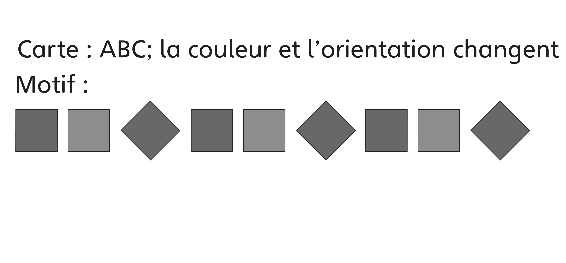 Carte : ABC; la couleur et l’orientation changent
Motif :